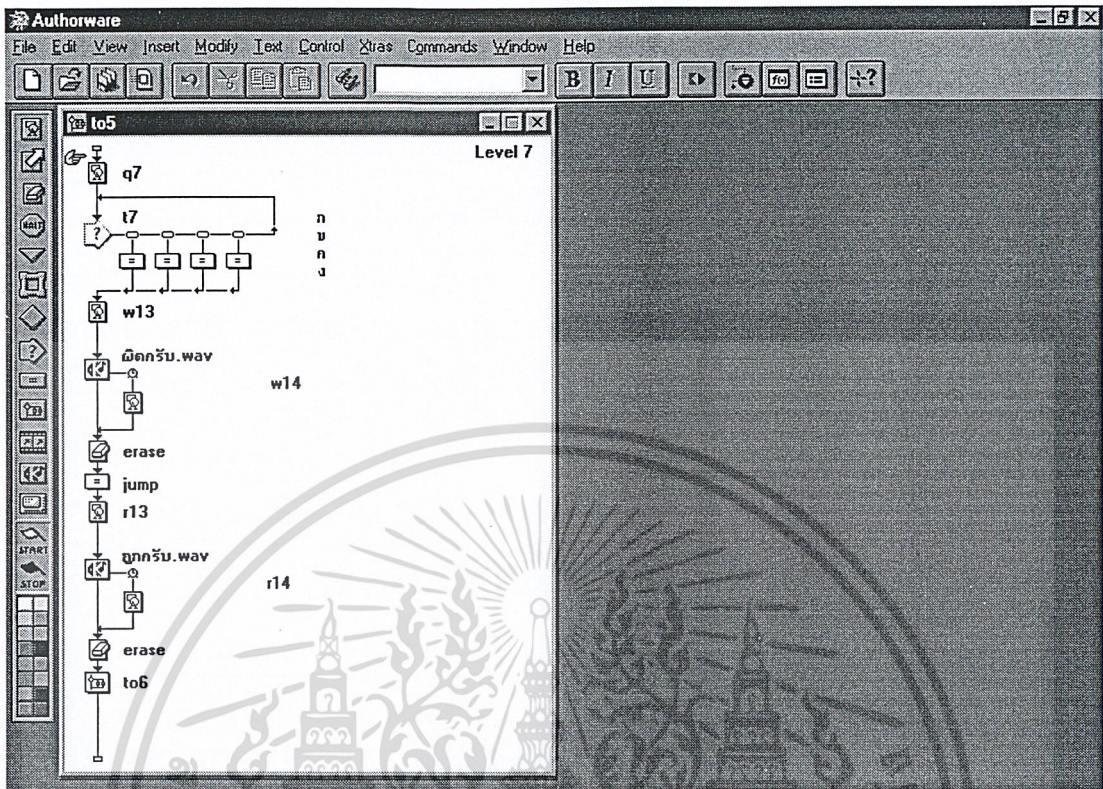 Authorware
File Edit View Insert Modify Text Control Xtras Commands Window Help
B I U
to5
Level 7
q7
t7
ก
ข
ค
ง
w13
ผิดครับ.wav
w14
erase
jump
r13
ถูกครับ.wav
r14
erase
to6
HALT
START
STOP